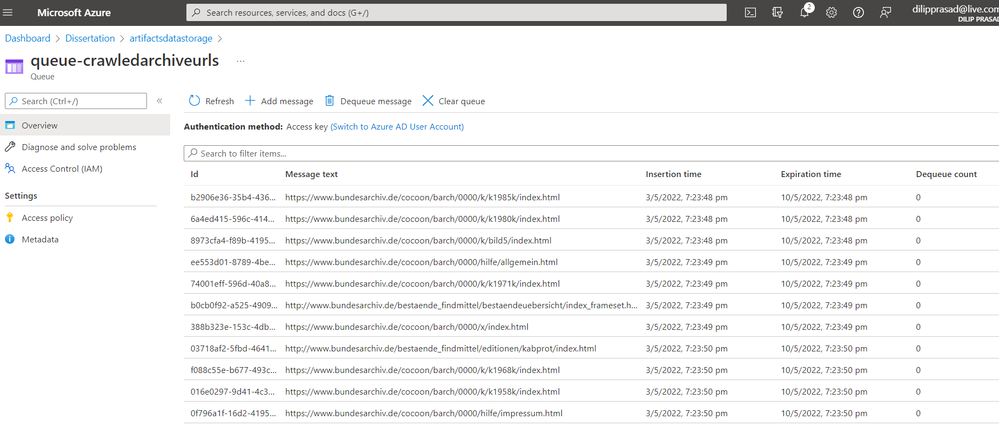 Microsoft Azure
Search resources, services, and docs (G+/)
2
dilipprasad@live.com
DILIP PRASAD
Dashboard > Dissertation > artifactsdatastorage >
queue-crawledarchiveurls ...
Queue
Search (Ctrl+/) «
Refresh Add message Dequeue message Clear queue
Overview
Authentication method: Access key (Switch to Azure AD User Account)
Diagnose and solve problems
Search to filter items...
Access Control (IAM)
Id Message text Insertion time Expiration time Dequeue count
Settings
b2906e36-35b4-436... https://www.bundesarchiv.de/cocoon/barch/0000/k/k1985k/index.html 3/5/2022, 7:23:48 pm 10/5/2022, 7:23:48 pm 0
Access policy
6a4ed415-596c-414... https://www.bundesarchiv.de/cocoon/barch/0000/k/k1980k/index.html 3/5/2022, 7:23:48 pm 10/5/2022, 7:23:48 pm 0
Metadata
8973cfa4-f89b-4195... https://www.bundesarchiv.de/cocoon/barch/0000/k/bild5/index.html 3/5/2022, 7:23:48 pm 10/5/2022, 7:23:48 pm 0
ee553d01-8789-4be... https://www.bundesarchiv.de/cocoon/barch/0000/hilfe/allgemein.html 3/5/2022, 7:23:49 pm 10/5/2022, 7:23:49 pm 0
74001eff-596d-40a8... https://www.bundesarchiv.de/cocoon/barch/0000/k/k1971k/index.html 3/5/2022, 7:23:49 pm 10/5/2022, 7:23:49 pm 0
b0cb0f92-a525-4909... http://www.bundesarchiv.de/bestaende_findmittel/bestaendeuebersicht/index_frameset.h... 3/5/2022, 7:23:49 pm 10/5/2022, 7:23:49 pm 0
388b323e-153c-4db... https://www.bundesarchiv.de/cocoon/barch/0000/x/index.html 3/5/2022, 7:23:49 pm 10/5/2022, 7:23:49 pm 0
03718af2-5fbd-4641... http://www.bundesarchiv.de/bestaende_findmittel/editionen/kabprot/index.html 3/5/2022, 7:23:50 pm 10/5/2022, 7:23:50 pm 0
f088c55e-b677-493c... https://www.bundesarchiv.de/cocoon/barch/0000/k/k1968k/index.html 3/5/2022, 7:23:50 pm 10/5/2022, 7:23:50 pm 0
016e0297-9d41-4c3... https://www.bundesarchiv.de/cocoon/barch/0000/k/k1958k/index.html 3/5/2022, 7:23:50 pm 10/5/2022, 7:23:50 pm 0
0f796a1f-16d2-4195... https://www.bundesarchiv.de/cocoon/barch/0000/hilfe/impressum.html 3/5/2022, 7:23:50 pm 10/5/2022, 7:23:50 pm 0